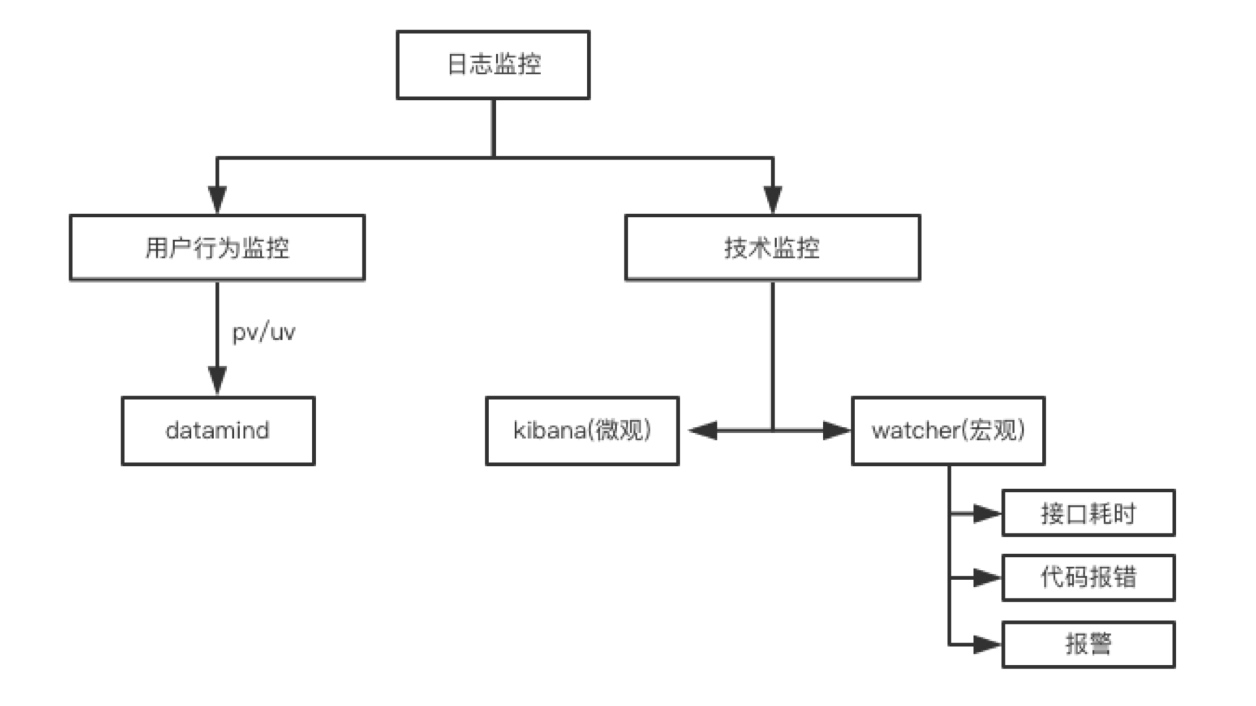 日志监控
用户行为监控
技术监控
pv/uv
datamind
kibana(微观)
watcher(宏观)
接口耗时
代码报错
报警